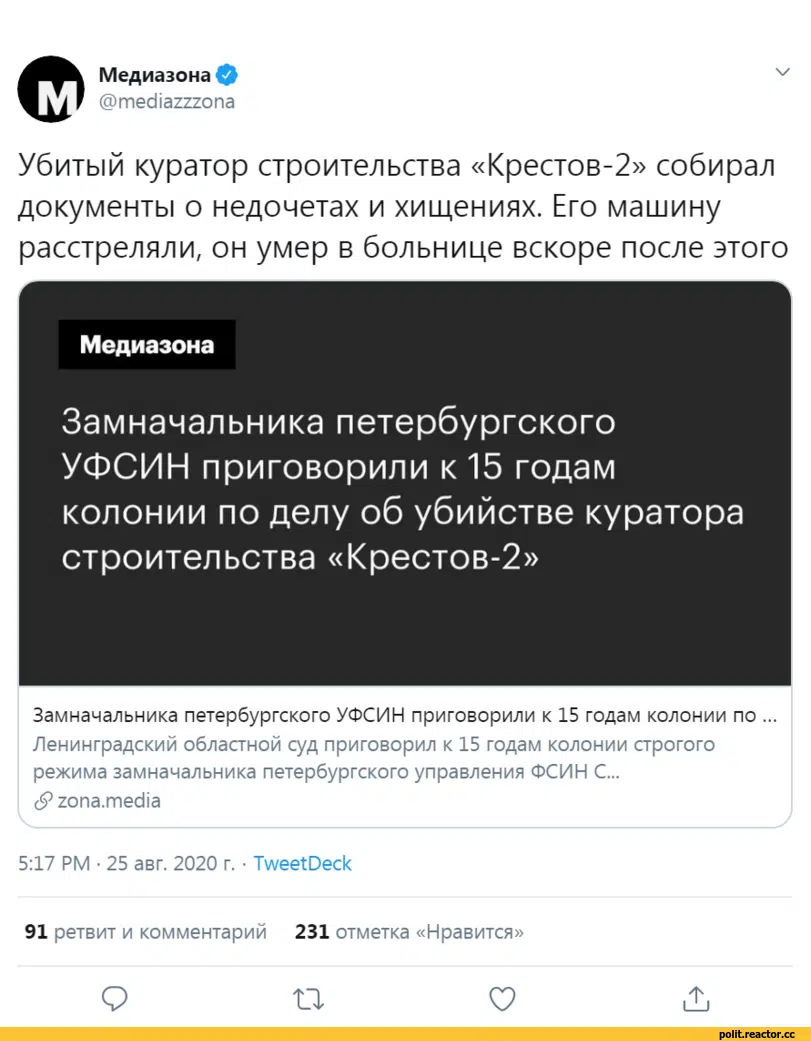 Медиазона
@mediazzzona
Убитый куратор строительства «Крестов-2» собирал
документы о недочетах и хищениях. Его машину
расстреляли, он умер в больнице вскоре после этого
Медиазона
Замначальника петербургского
УФСИН приговорили к 15 годам
колонии по делу об убийстве куратора
строительства «Крестов-2»
Замначальника петербургского УФСИН приговорили к 15 годам колонии по ...
Ленинградский областной суд приговорил к 15 годам колонии строгого
режима замначальника петербургского управления ФСИН С...
zona.media
5:17 PM · 25 авг. 2020 г. · TweetDeck
91 ретвит и комментарий 231 отметка «Нравится»
polit.reactor.cc